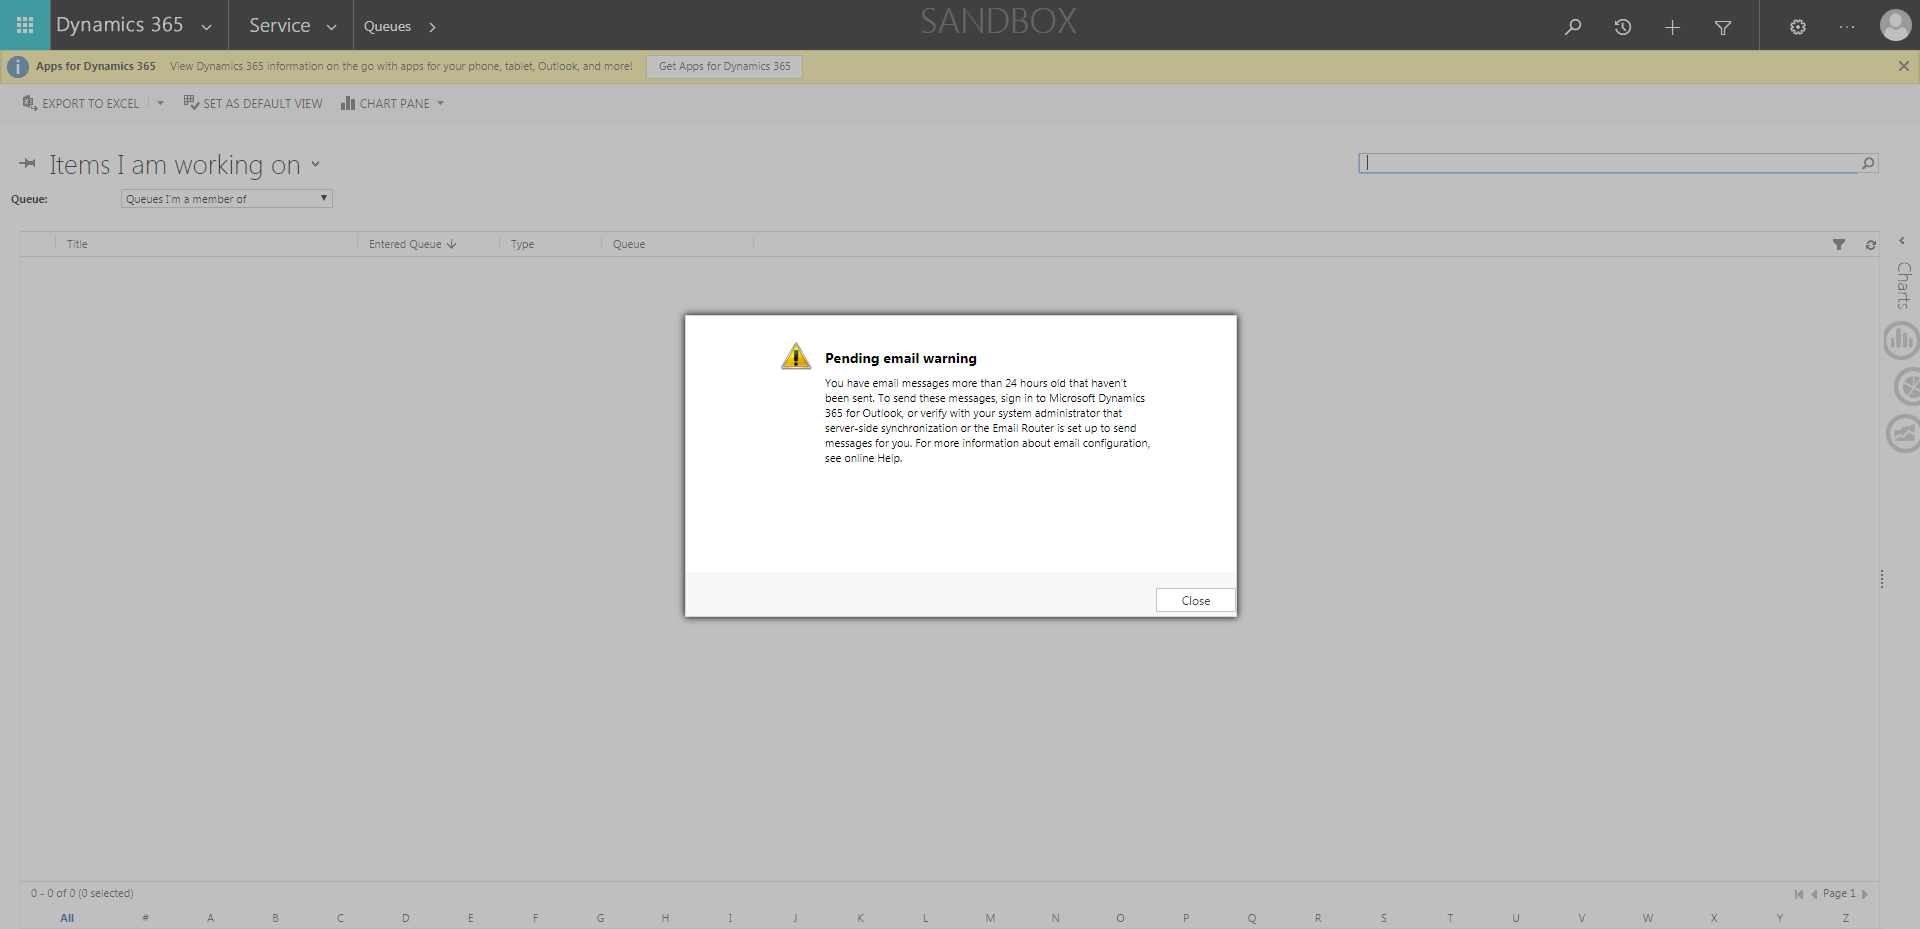 Dynamics 365 Service Queues SANDBOX
Apps for Dynamics 365 View Dynamics 365 information on the go with apps for your phone, tablet, Outlook, and more! Get Apps for Dynamics 365
EXPORT TO EXCEL SET AS DEFAULT VIEW CHART PANE
Items I am working on
Queue: Queues I'm a member of
Title Entered Queue Type Queue
Charts
Pending email warning
You have email messages more than 24 hours old that haven't
been sent. To send these messages, sign in to Microsoft Dynamics
365 for Outlook, or verify with your system administrator that
server-side synchronization or the Email Router is set up to send
messages for you. For more information about email configuration,
see online Help.
Close
0 - 0 of 0 (0 selected) Page 1
All # A B C D E F G H I J K L M N O P Q R S T U V W X Y Z